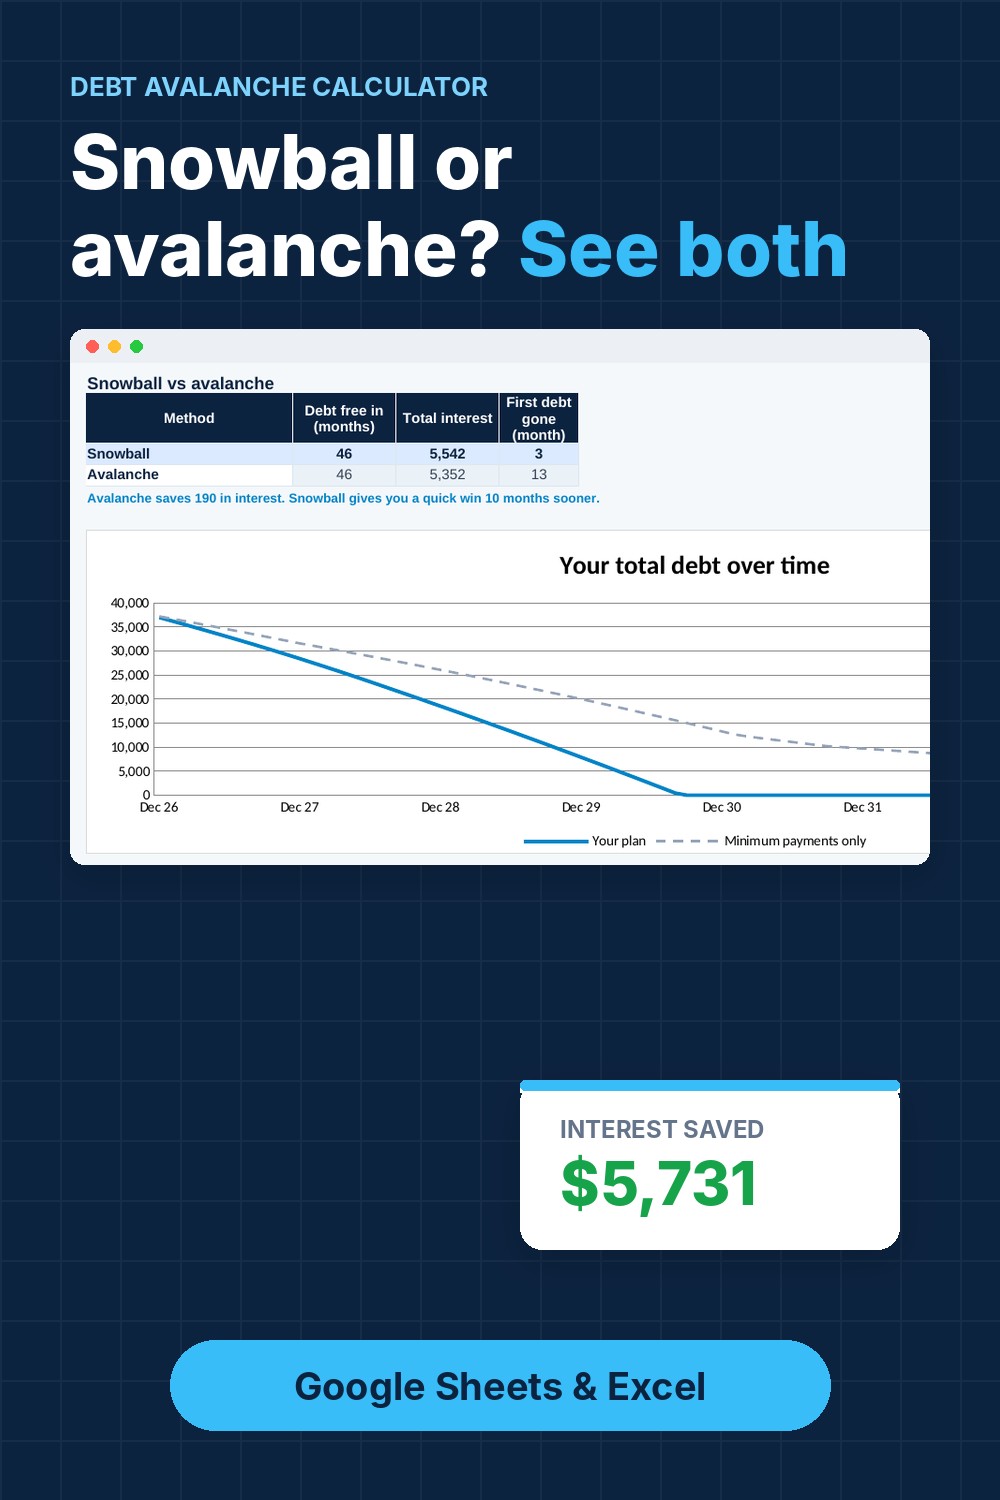 DEBT AVALANCHE CALCULATOR
Snowball or
avalanche? See both
Snowball vs avalanche
Method
Debt free in
(months)
Total interest
First debt
gone
(month)
Snowball 46 5,542 3
Avalanche 46 5,352 13
Avalanche saves 190 in interest. Snowball gives you a quick win 10 months sooner.
Your total debt over time
40,000
35,000
30,000
25,000
20,000
15,000
10,000
5,000
0
Dec 26 Dec 27 Dec 28 Dec 29 Dec 30 Dec 31
Your plan Minimum payments only
INTEREST SAVED
$5,731
Google Sheets & Excel